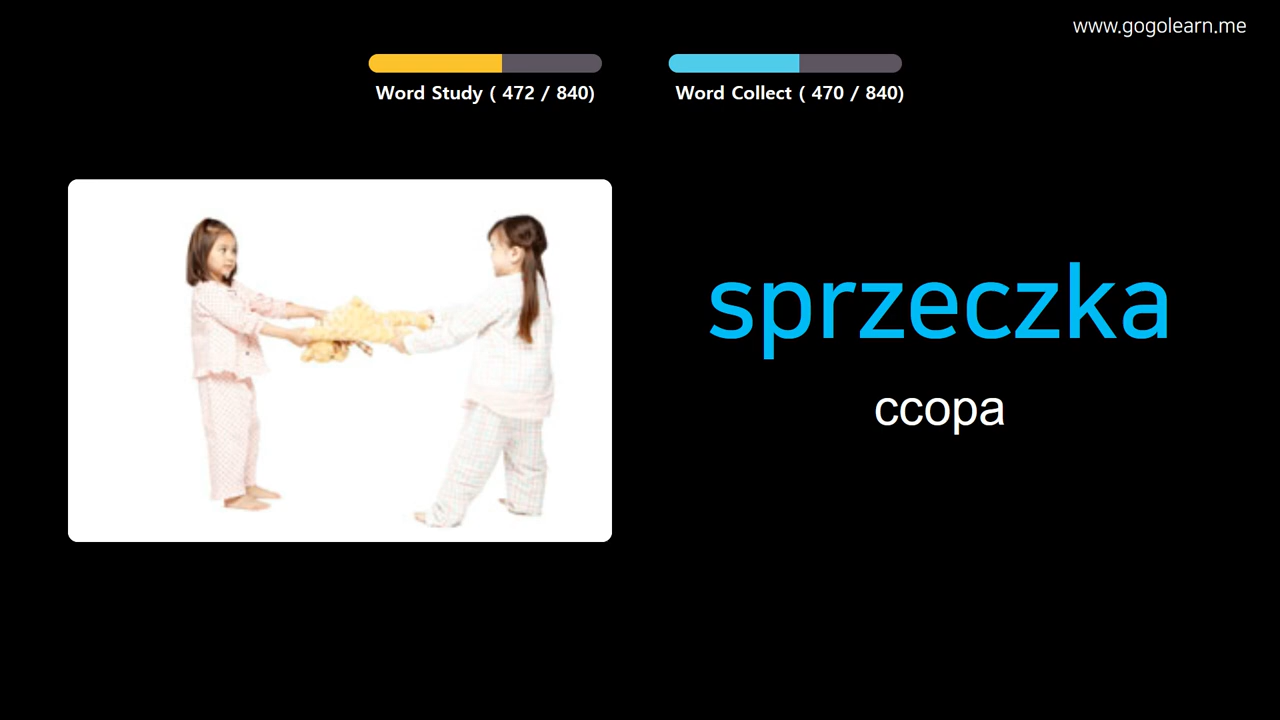 www.gogolearn.me
Word Study ( 472 / 840)
Word Collect ( 470 / 840)
sprzeczka
ссора